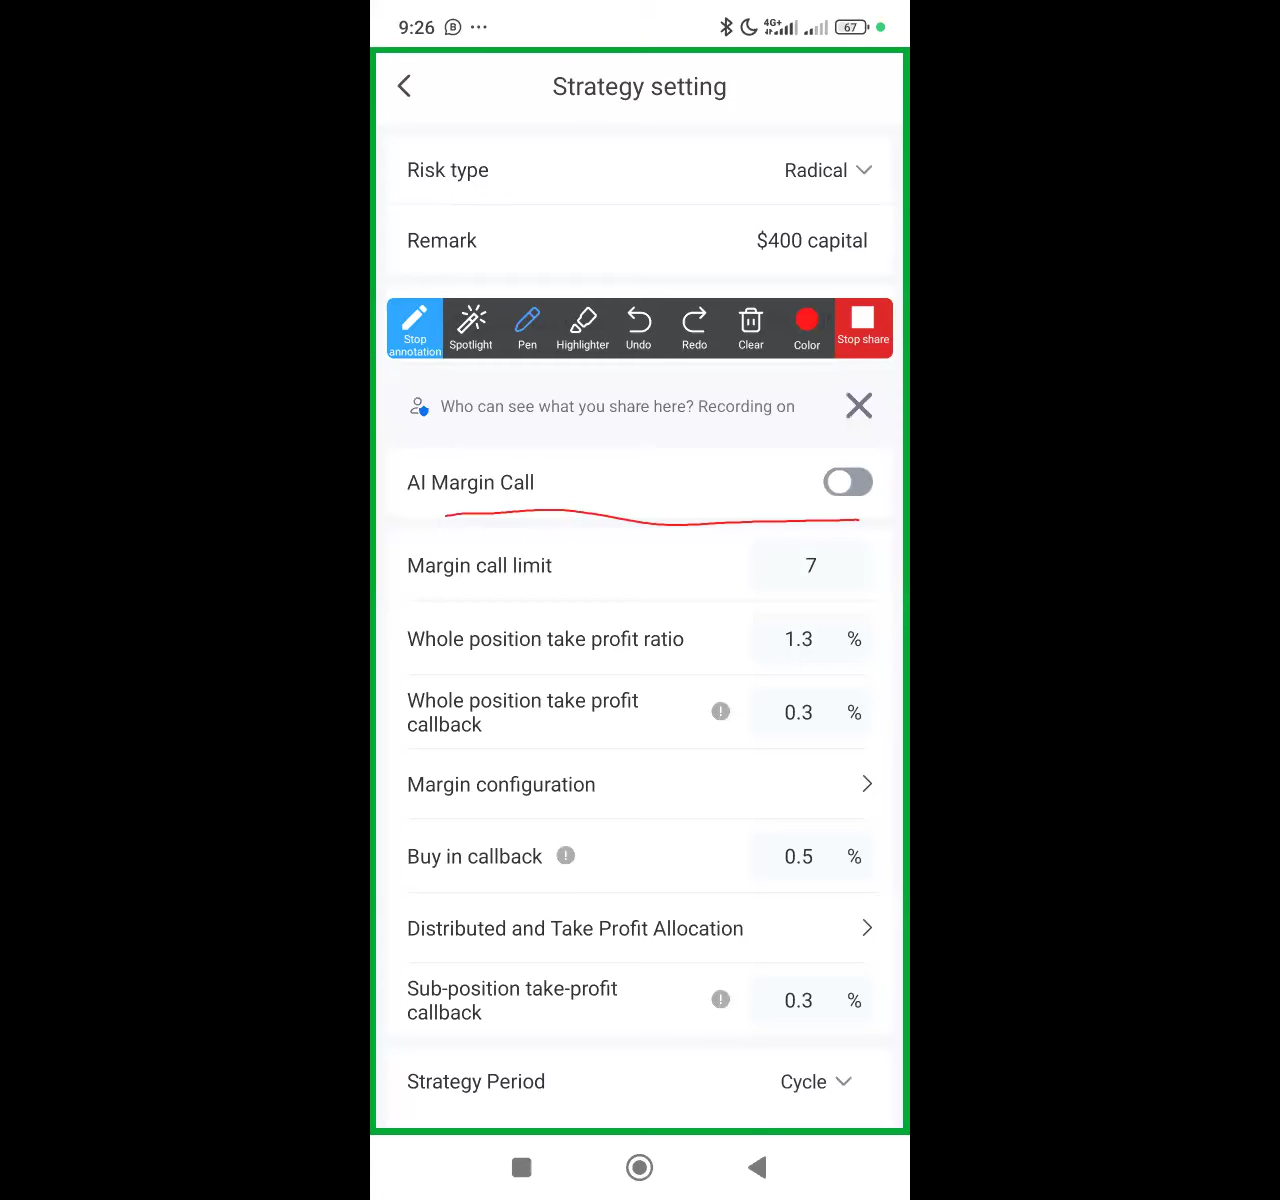 9:26
4G+
67
Strategy setting
Risk type
Radical
Remark
$400 capital
Stop annotation
Spotlight
Pen
Highlighter
Undo
Redo
Clear
Color
Stop share
Who can see what you share here? Recording on
AI Margin Call
Margin call limit
7
Whole position take profit ratio
1.3 %
Whole position take profit
callback
0.3 %
Margin configuration
Buy in callback
0.5 %
Distributed and Take Profit Allocation
Sub-position take-profit
callback
0.3 %
Strategy Period
Cycle